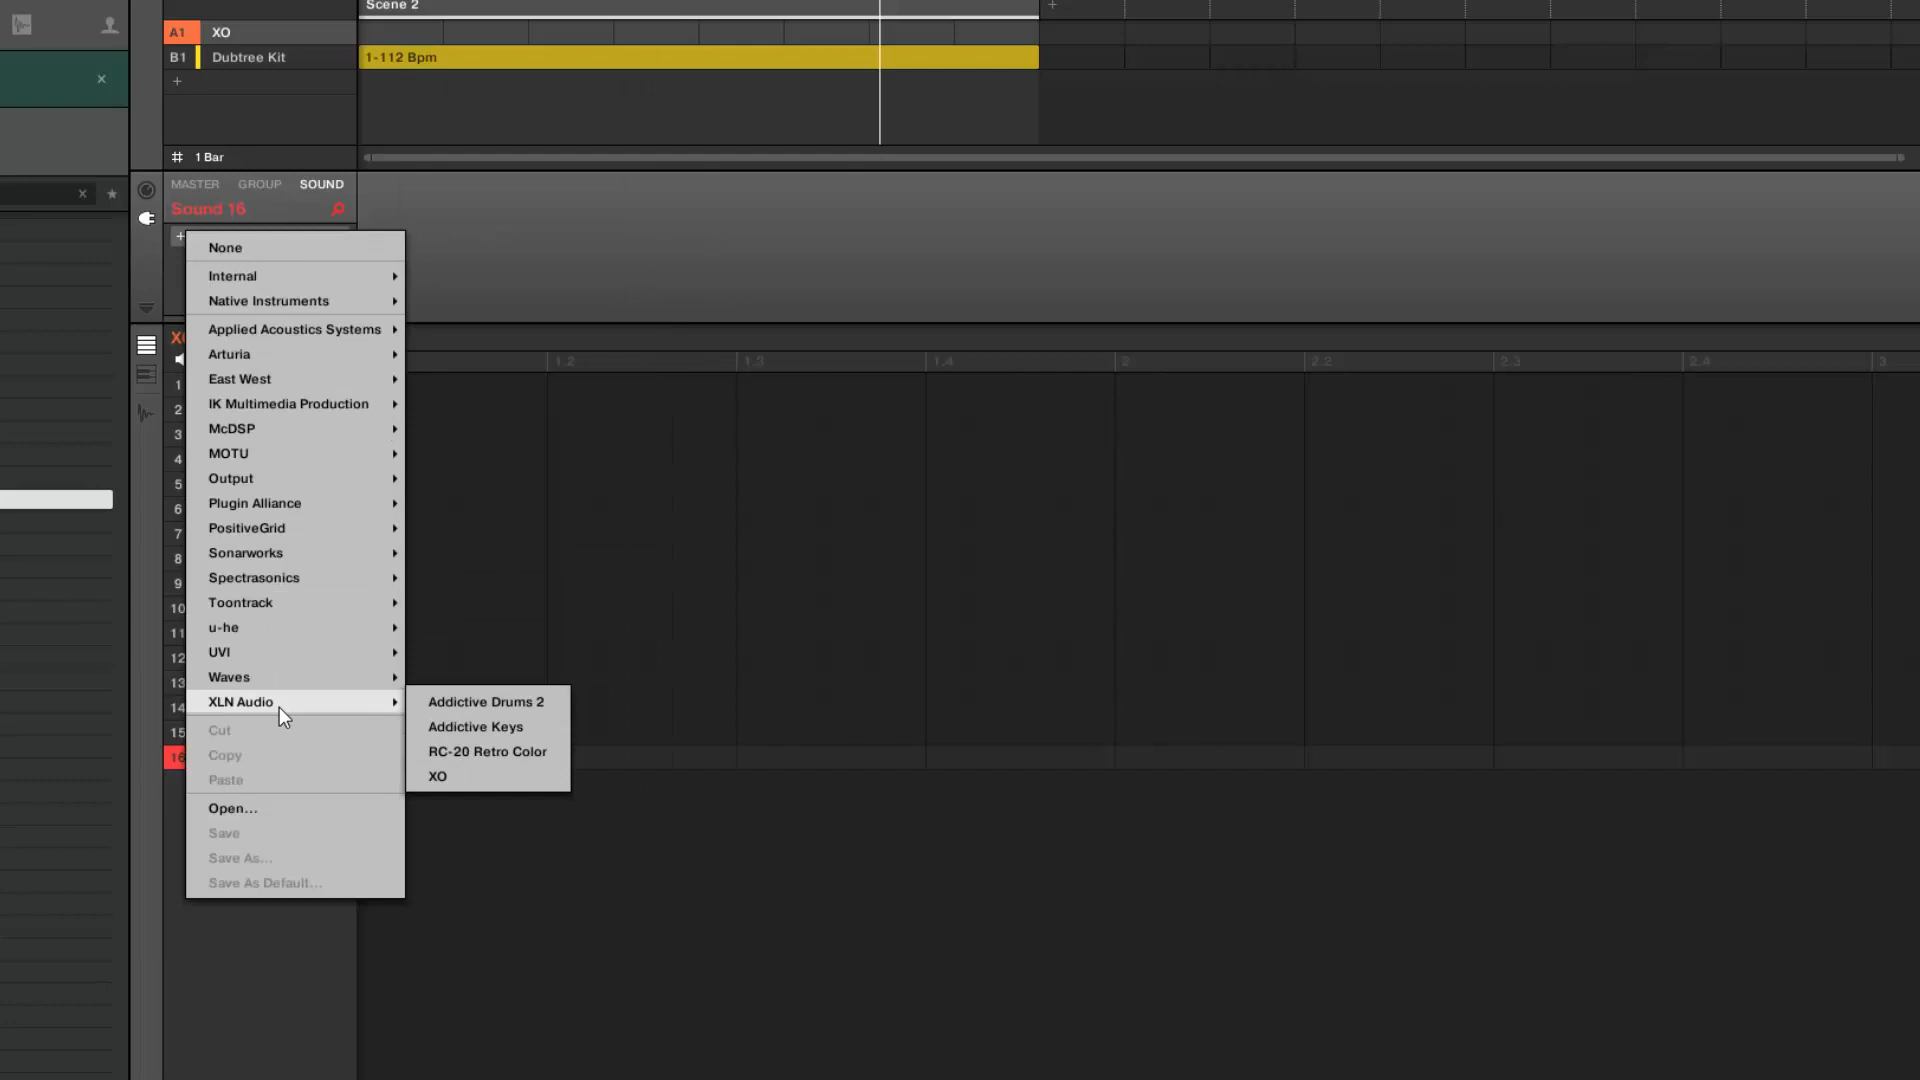 Scene 2
A1 XO
B1 Dubtree Kit
1-112 Bpm
1 Bar
MASTER GROUP SOUND
Sound 16
None
Internal
Native Instruments
Applied Acoustics Systems
Arturia
East West
IK Multimedia Production
McDSP
MOTU
Output
Plugin Alliance
PositiveGrid
Sonarworks
Spectrasonics
Toontrack
u-he
UVI
Waves
XLN Audio
Cut
Copy
Paste
Open...
Save
Save As...
Save As Default...
Addictive Drums 2
Addictive Keys
RC-20 Retro Color
XO
1.2 1.3 1.4 2 2.2 2.3 2.4 3
1
2
3
4
5
6
7
8
9
10
11
12
13
14
15
16